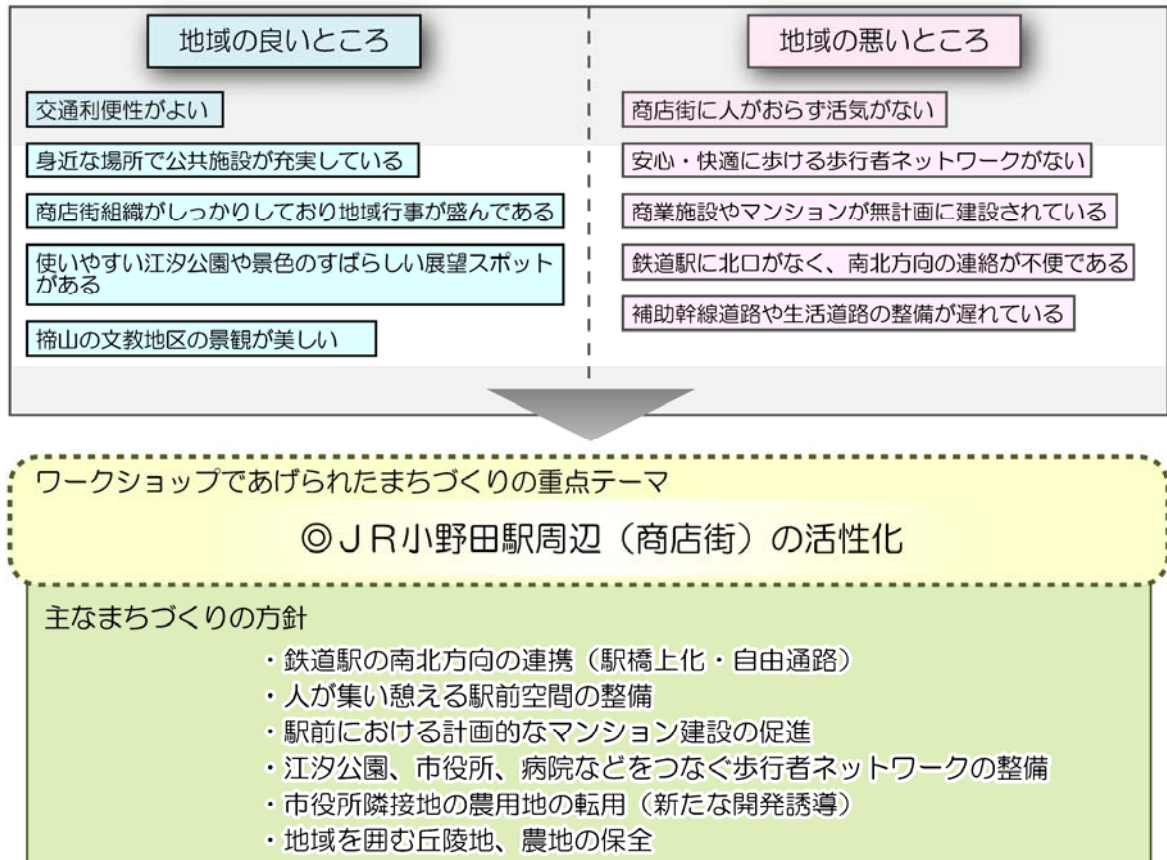 地域の良いところ
交通利便性がよい
身近な場所で公共施設が充実している
商店街組織がしっかりしており地域行事が盛んである
使いやすい江汐公園や景色のすばらしい展望スポット
がある
揥山の文教地区の景観が美しい
地域の悪いところ
商店街に人がおらず活気がない
安心・快適に歩ける歩行者ネットワークがない
商業施設やマンションが無計画に建設されている
鉄道駅に北口がなく、南北方向の連絡が不便である
補助幹線道路や生活道路の整備が遅れている
ワークショップであげられたまちづくりの重点テーマ
◎JR小野田駅周辺（商店街）の活性化
主なまちづくりの方針
・鉄道駅の南北方向の連携（駅橋上化・自由通路）
・人が集い憩える駅前空間の整備
・駅前における計画的なマンション建設の促進
・江汐公園、市役所、病院などをつなぐ歩行者ネットワークの整備
・市役所隣接地の農用地の転用（新たな開発誘導）
・地域を囲む丘陵地、農地の保全